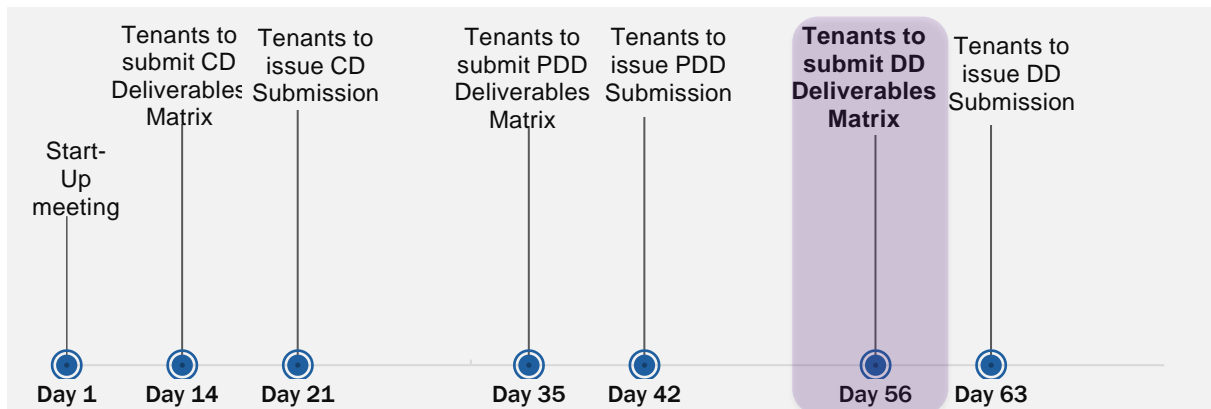 Start-
Up
meeting
Tenants to
submit CD
Deliverables
Matrix
Tenants to
issue CD
Submission
Tenants to
submit PDD
Deliverables
Matrix
Tenants to
issue PDD
Submission
Tenants to
submit DD
Deliverables
Matrix
Tenants to
issue DD
Submission
Day 1
Day 14
Day 21
Day 35
Day 42
Day 56
Day 63